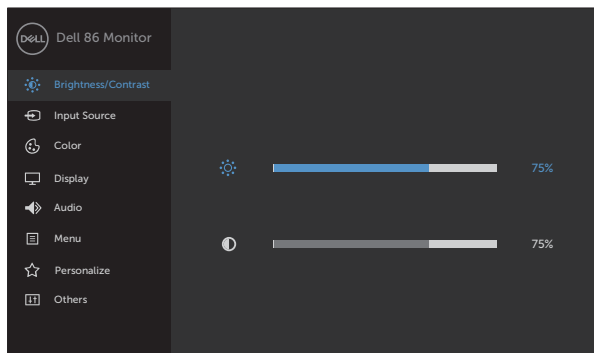 DELL
Dell 86 Monitor
Brightness/Contrast
Input Source
Color
Display
Audio
Menu
Personalize
Others
75%
75%